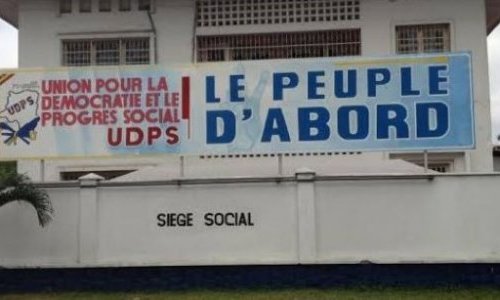 UDPS
UNION POUR LA
DEMOCRATIE ET LE
PROGRES SOCIAL
UDPS
LE PEUPLE
D'ABORD
SIEGE SOCIAL